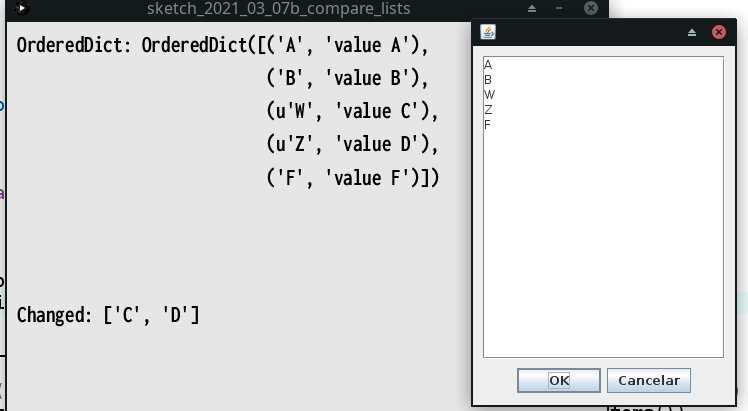 sketch_2021_03_07b_compare_lists
OrderedDict: OrderedDict([('A', 'value A'),
('B', 'value B'),
(u'W', 'value C'),
(u'Z', 'value D'),
('F', 'value F')])
Changed: ['C', 'D']
A
B
W
Z
F
OK
Cancelar